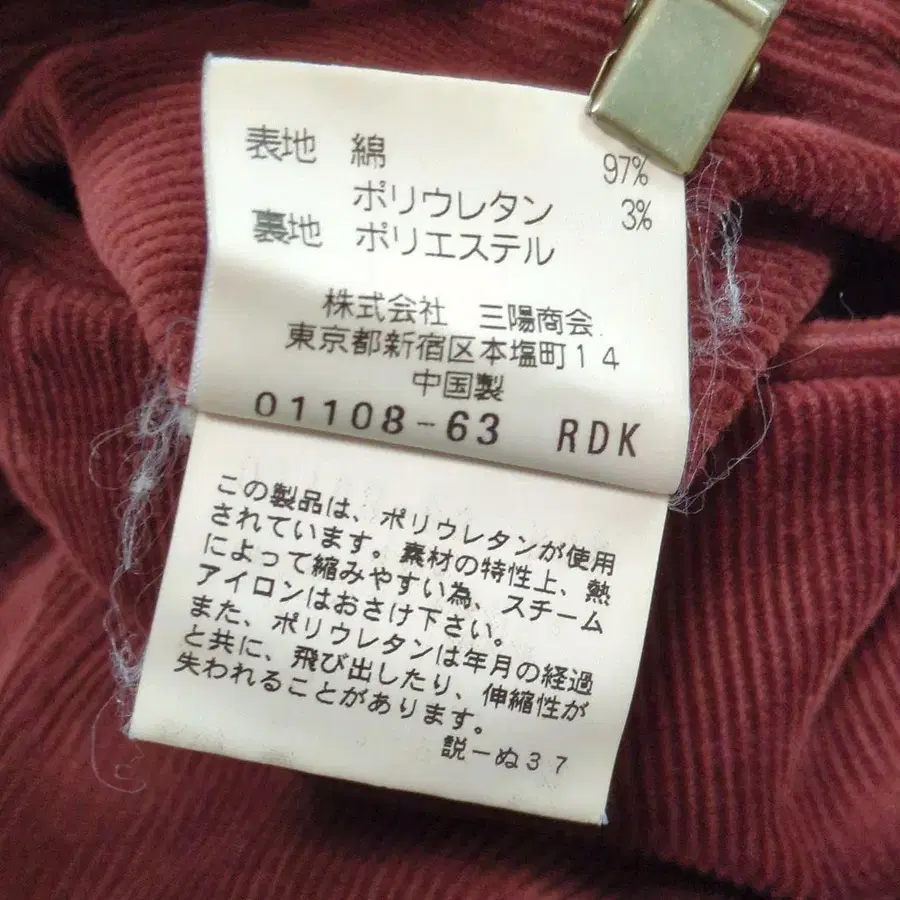 表地 綿 97%
ポリウレタン 3%
裏地 ポリエステル
株式会社 三陽商会
東京都新宿区本塩町14
中国製
01108-63 RDK
この製品は、ポリウレタンが使用
されています。素材の特性上、熱
によって縮みやすい為、スチーム
アイロンはおさけ下さい。
また、ポリウレタンは年月の経過
と共に、飛び出したり、伸縮性が
失われることがあります。
説ーぬ37